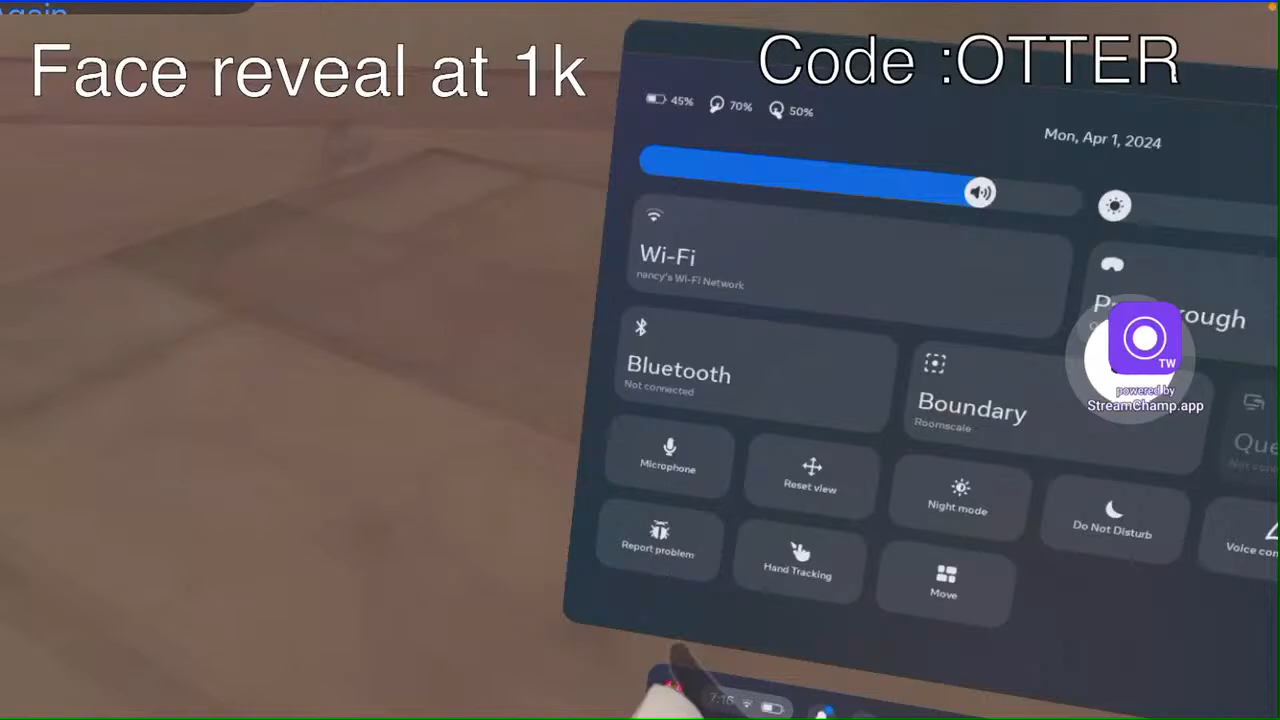 Again
Face reveal at 1k
Code :OTTER
45% 70% 50%
Mon, Apr 1, 2024
Wi-Fi
nancy's Wi-Fi Network
Bluetooth
Not connected
Boundary
Roomscale
TW
powered by
StreamChamp.app
Microphone
Reset view
Night mode
Do Not Disturb
Report problem
Hand Tracking
Move